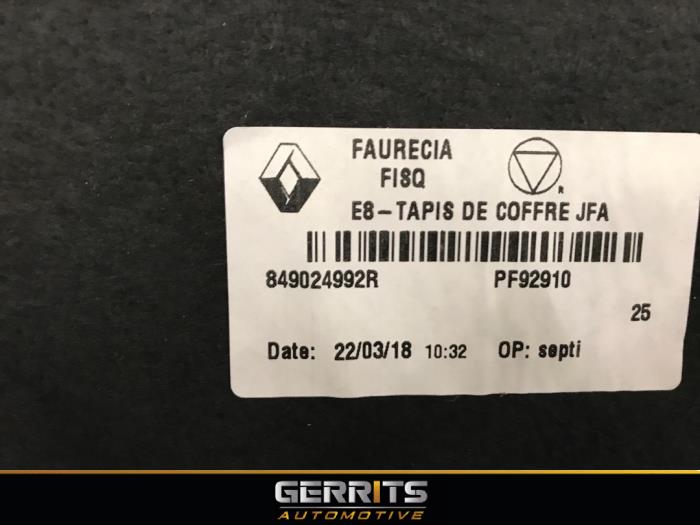 FAURECIA
FISQ
R
E8-TAPIS DE COFFRE JFA
849024992R PF92910
25
Date: 22/03/18 10:32 OP: septi
GERRITS
AUTOMOTIVE